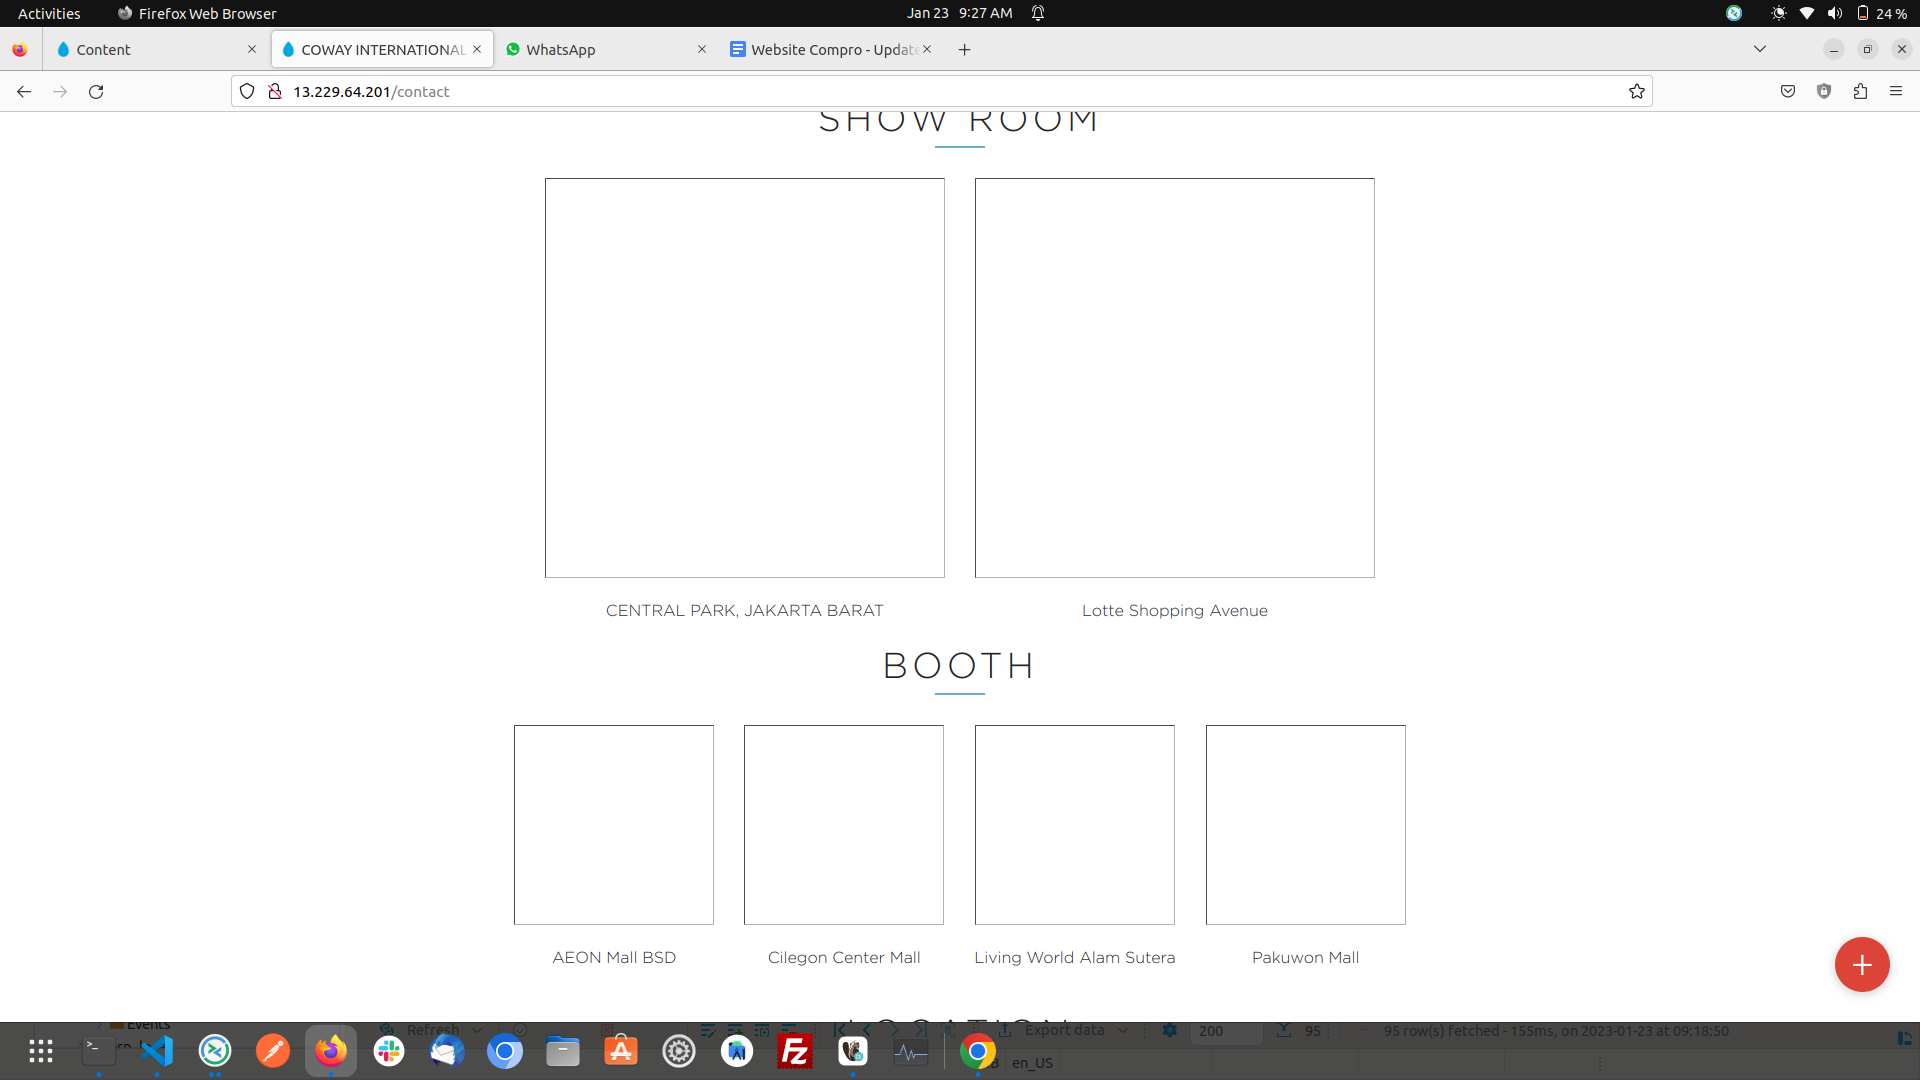 Activities
Firefox Web Browser
Jan 23 9:27 AM
24 %
Content
COWAY INTERNATIONAL
WhatsApp
Website Compro - Update
13.229.64.201/contact
SHOW ROOM
CENTRAL PARK, JAKARTA BARAT
Lotte Shopping Avenue
BOOTH
AEON Mall BSD
Cilegon Center Mall
Living World Alam Sutera
Pakuwon Mall
LOCATION
Events
Refresh
Export data
200
95
95 row(s) fetched - 155ms, on 2023-01-23 at 09:18:50
en_US